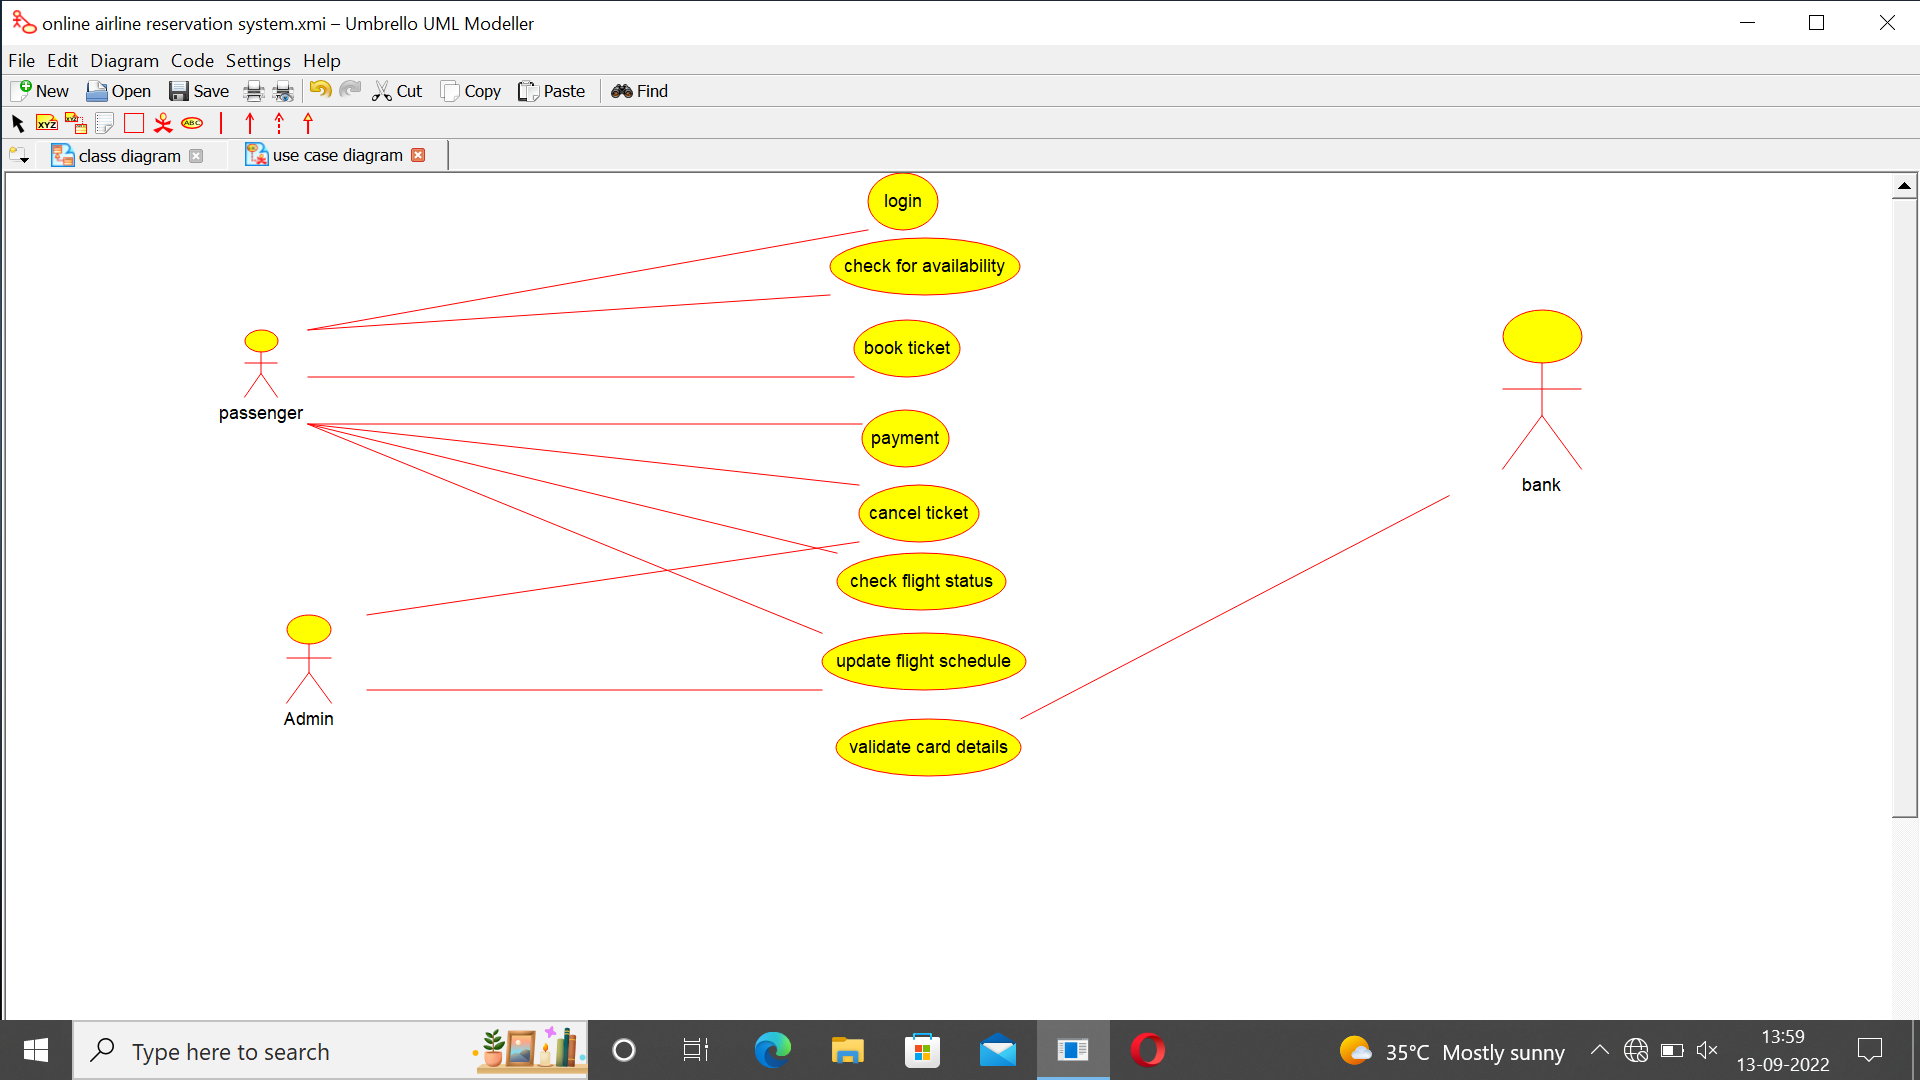 online airline reservation system.xmi – Umbrello UML Modeller
File Edit Diagram Code Settings Help
New Open Save Cut Copy Paste Find
XYZ XYZ ABC
class diagram use case diagram
login
check for availability
book ticket
passenger
payment
bank
cancel ticket
check flight status
update flight schedule
Admin
validate card details
Type here to search
35°C Mostly sunny
13:59
13-09-2022